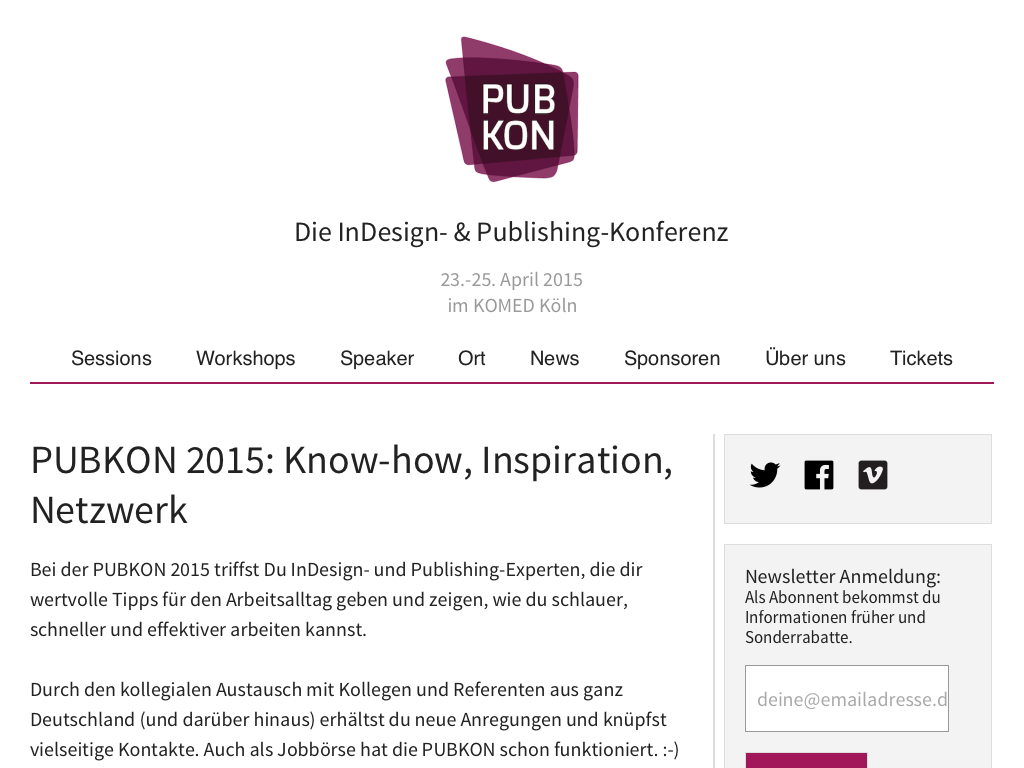 PUB
KON
Die InDesign- & Publishing-Konferenz
23.-25. April 2015
im KOMED Köln
Sessions Workshops Speaker Ort News Sponsoren Über uns Tickets
PUBKON 2015: Know-how, Inspiration,
Netzwerk
Bei der PUBKON 2015 triffst Du InDesign- und Publishing-Experten, die dir
wertvolle Tipps für den Arbeitsalltag geben und zeigen, wie du schlauer,
schneller und effektiver arbeiten kannst.
Durch den kollegialen Austausch mit Kollegen und Referenten aus ganz
Deutschland (und darüber hinaus) erhältst du neue Anregungen und knüpfst
vielseitige Kontakte. Auch als Jobbörse hat die PUBKON schon funktioniert. :-)
Newsletter Anmeldung:
Als Abonnent bekommst du
Informationen früher und
Sonderrabatte.
deine@emailadresse.d